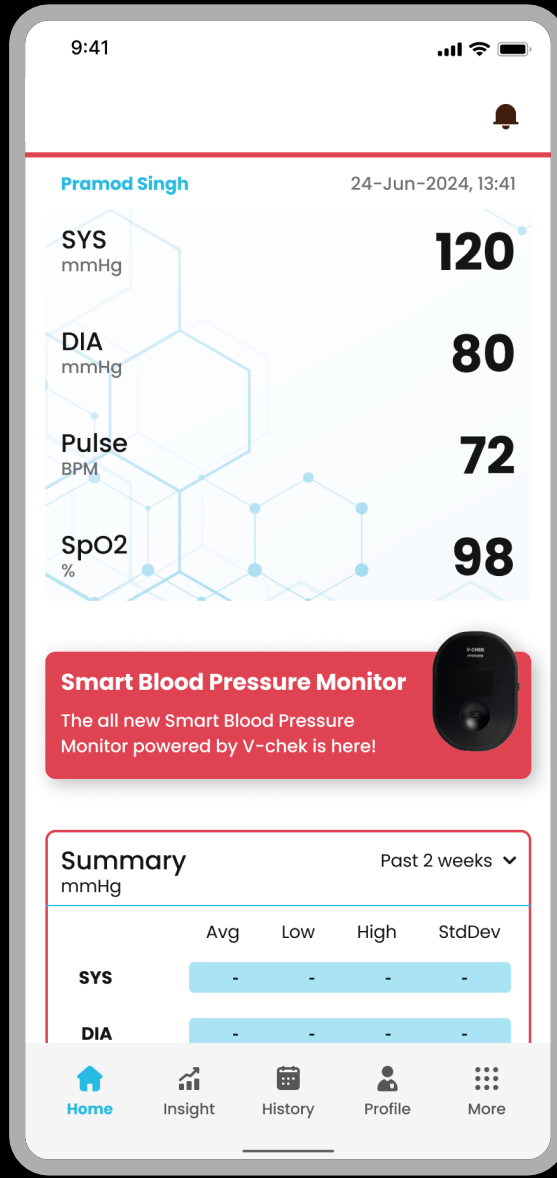 9:41
Pramod Singh 24-Jun-2024, 13:41
SYS 120
mmHg
DIA 80
mmHg
Pulse 72
BPM
SpO2 98
%
V-CHEK
Smart Blood Pressure Monitor
The all new Smart Blood Pressure
Monitor powered by V-chek is here!
Summary Past 2 weeks
mmHg
Avg Low High StdDev
SYS - - - -
DIA - - - -
Home Insight History Profile More